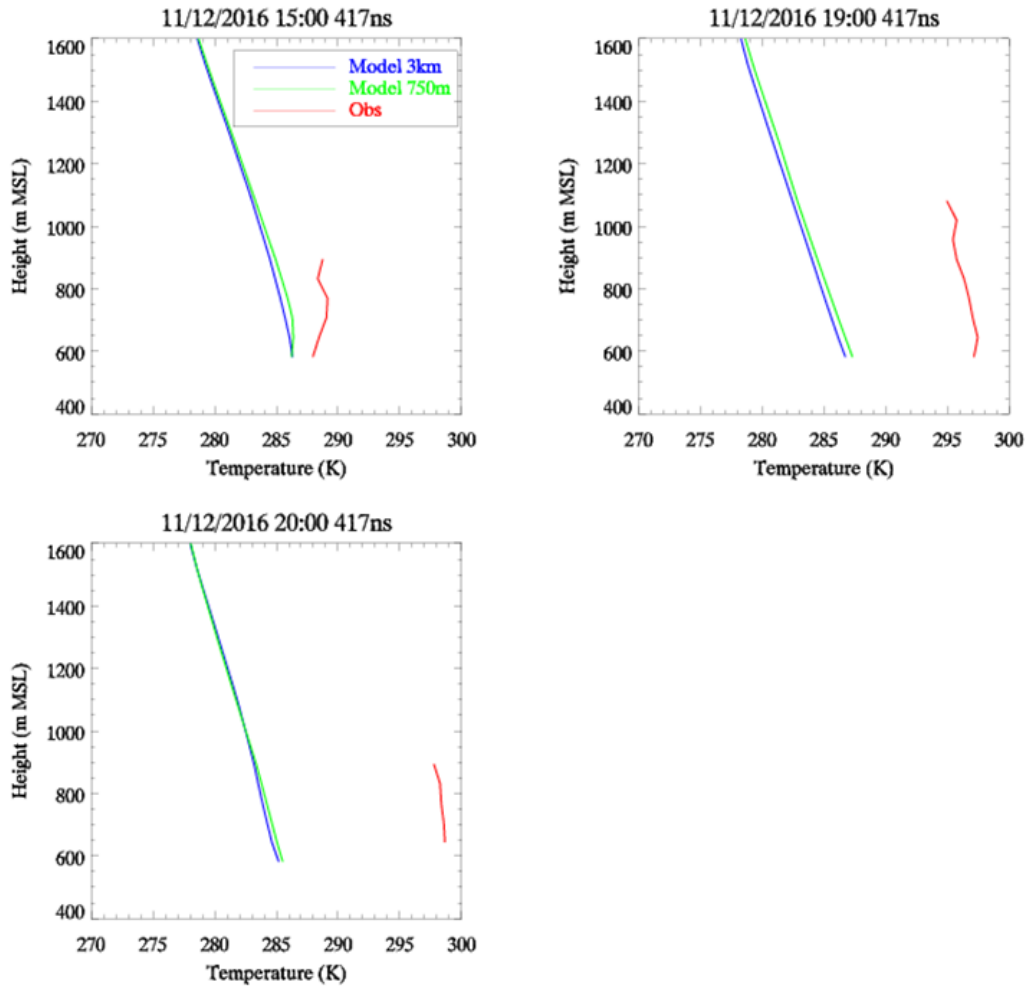 11/12/2016 15:00 417ns
1600
1400
1200
1000
800
600
400
Height (m MSL)
Model 3km
Model 750m
Obs
270 275 280 285 290 295 300
Temperature (K)
11/12/2016 19:00 417ns
1600
1400
1200
1000
800
600
400
Height (m MSL)
270 275 280 285 290 295 300
Temperature (K)
11/12/2016 20:00 417ns
1600
1400
1200
1000
800
600
400
Height (m MSL)
270 275 280 285 290 295 300
Temperature (K)